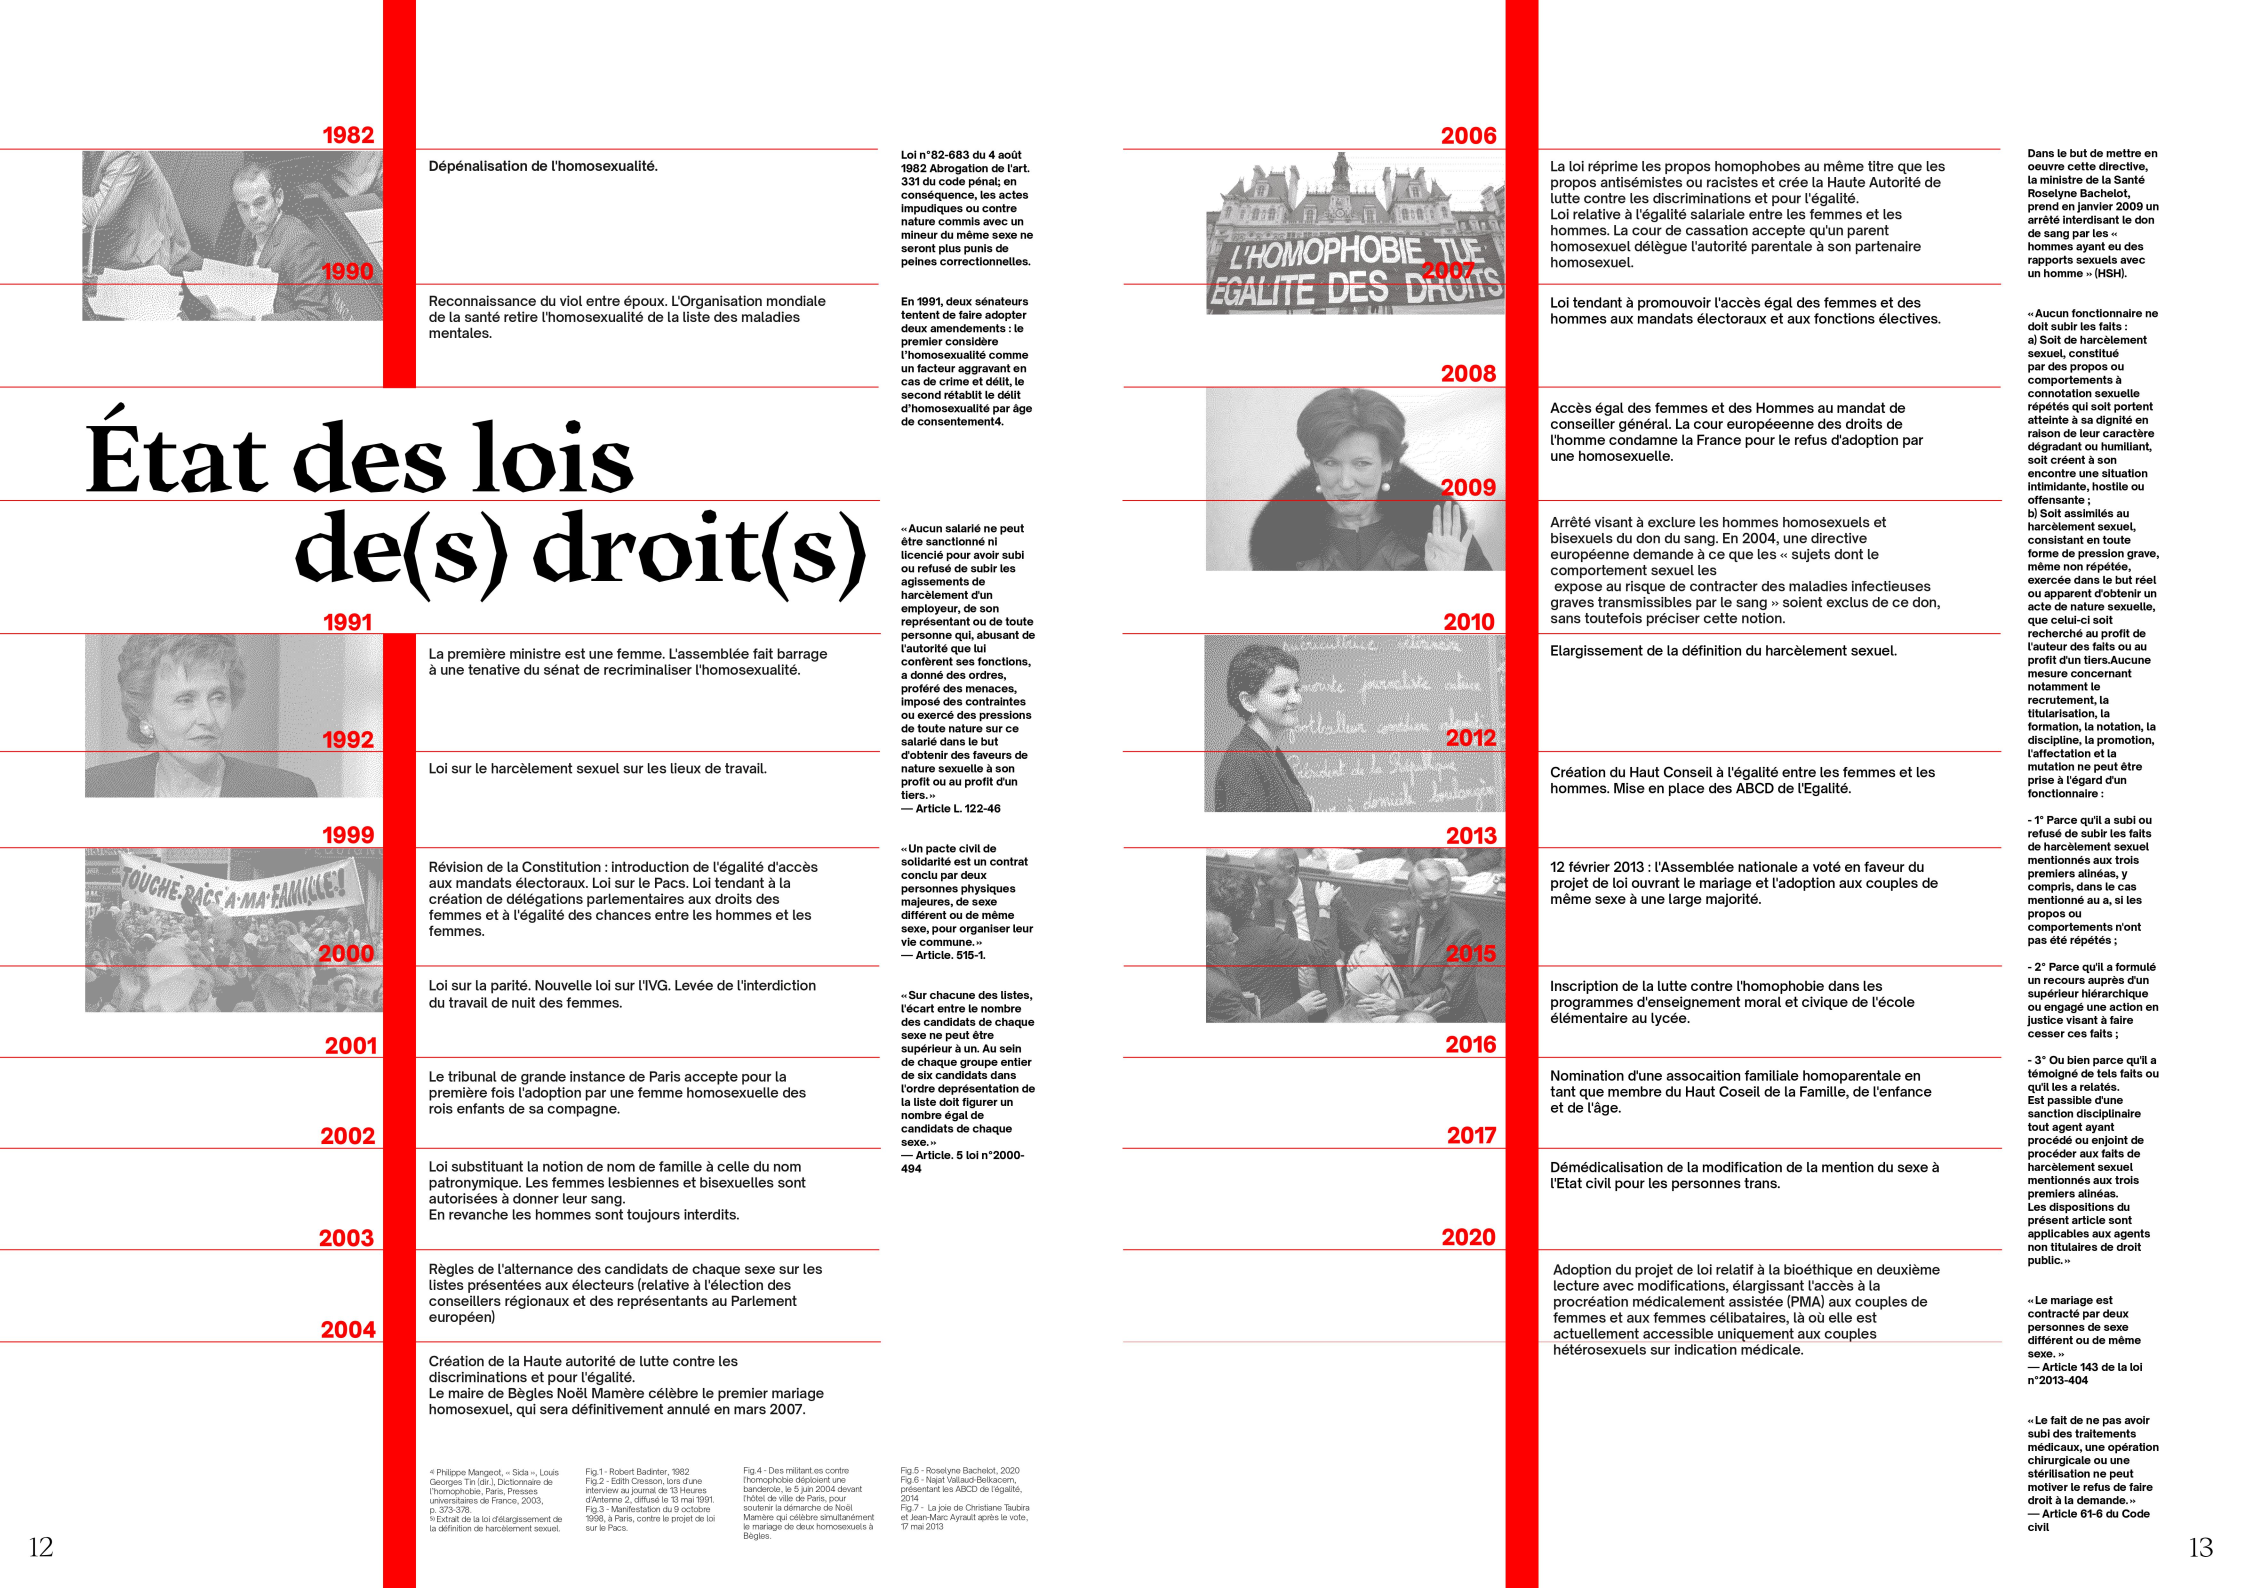 1982
Dépénalisation de l'homosexualité.
1990
Reconnaissance du viol entre époux. L'Organisation mondiale
de la santé retire l'homosexualité de la liste des maladies
mentales.
État des lois
de(s) droit(s)
1991
La première ministre est une femme. L'assemblée fait barrage
à une tenative du sénat de recriminaliser l'homosexualité.
1992
Loi sur le harcèlement sexuel sur les lieux de travail.
1999
TOUCHE PAS A MA FAMILLE!
Révision de la Constitution : introduction de l'égalité d'accès
aux mandats électoraux. Loi sur le Pacs. Loi tendant à la
création de délégations parlementaires aux droits des
femmes et à l'égalité des chances entre les hommes et les
femmes.
2000
Loi sur la parité. Nouvelle loi sur l'IVG. Levée de l'interdiction
du travail de nuit des femmes.
2001
Le tribunal de grande instance de Paris accepte pour la
première fois l'adoption par une femme homosexuelle des
rois enfants de sa compagne.
2002
Loi substituant la notion de nom de famille à celle du nom
patronymique. Les femmes lesbiennes et bisexuelles sont
autorisées à donner leur sang.
En revanche les hommes sont toujours interdits.
2003
Règles de l'alternance des candidats de chaque sexe sur les
listes présentées aux électeurs (relative à l'élection des
conseillers régionaux et des représentants au Parlement
européen)
2004
Création de la Haute autorité de lutte contre les
discriminations et pour l'égalité.
Le maire de Bègles Noël Mamère célèbre le premier mariage
homosexuel, qui sera définitivement annulé en mars 2007.
Loi n°82-683 du 4 août
1982 Abrogation de l'art.
331 du code pénal; en
conséquence, les actes
impudiques ou contre
nature commis avec un
mineur du même sexe ne
seront plus punis de
peines correctionnelles.
En 1991, deux sénateurs
tentent de faire adopter
deux amendements : le
premier considère
l'homosexualité comme
un facteur aggravant en
cas de crime et délit, le
second rétablit le délit
d'homosexualité par âge
de consentement4.
« Aucun salarié ne peut
être sanctionné ni
licencié pour avoir subi
ou refusé de subir les
agissements de
harcèlement d'un
employeur, de son
représentant ou de toute
personne qui, abusant de
l'autorité que lui
confèrent ses fonctions,
a donné des ordres,
proféré des menaces,
imposé des contraintes
ou exercé des pressions
de toute nature sur ce
salarié dans le but
d'obtenir des faveurs de
nature sexuelle à son
profit ou au profit d'un
tiers. »
— Article L. 122-46
« Un pacte civil de
solidarité est un contrat
conclu par deux
personnes physiques
majeures, de sexe
différent ou de même
sexe, pour organiser leur
vie commune. »
— Article. 515-1.
« Sur chacune des listes,
l'écart entre le nombre
des candidats de chaque
sexe ne peut être
supérieur à un. Au sein
de chaque groupe entier
de six candidats dans
l'ordre deprésentation de
la liste doit figurer un
nombre égal de
candidats de chaque
sexe. »
— Article. 5 loi n°2000-
494
4) Philippe Mangeot, « Sida », Louis
Georges Tin (dir.), Dictionnaire de
l'homophobie, Paris, Presses
universitaires de France, 2003,
p. 373-378.
5) Extrait de la loi d'élargissement de
la définition de harcèlement sexuel.
Fig.1 - Robert Badinter, 1982
Fig.2 - Edith Cresson, lors d'une
interview au journal de 13 Heures
d'Antenne 2, diffusé le 13 mai 1991.
Fig.3 - Manifestation du 9 octobre
1998, à Paris, contre le projet de loi
sur le Pacs.
Fig.4 - Des militant.es contre
l'homophobie déploient une
banderole, le 5 juin 2004 devant
l'hôtel de ville de Paris, pour
soutenir la démarche de Noël
Mamère qui célèbre simultanément
le mariage de deux homosexuels à
Bègles.
Fig.5 - Roselyne Bachelot, 2020
Fig.6 - Najat Vallaud-Belkacem,
présentant les ABCD de l'égalité,
2014
Fig.7 - La joie de Christiane Taubira
et Jean-Marc Ayrault après le vote,
17 mai 2013
12
2006
L'HOMOPHOBIE TUE
EGALITE DES DROITS
La loi réprime les propos homophobes au même titre que les
propos antisémistes ou racistes et crée la Haute Autorité de
lutte contre les discriminations et pour l'égalité.
Loi relative à l'égalité salariale entre les femmes et les
hommes. La cour de cassation accepte qu'un parent
homosexuel délègue l'autorité parentale à son partenaire
homosexuel.
2007
Loi tendant à promouvoir l'accès égal des femmes et des
hommes aux mandats électoraux et aux fonctions électives.
2008
Accès égal des femmes et des Hommes au mandat de
conseiller général. La cour européenne des droits de
l'homme condamne la France pour le refus d'adoption par
une homosexuelle.
2009
Arrêté visant à exclure les hommes homosexuels et
bisexuels du don du sang. En 2004, une directive
européenne demande à ce que les « sujets dont le
comportement sexuel les
expose au risque de contracter des maladies infectieuses
graves transmissibles par le sang » soient exclus de ce don,
sans toutefois préciser cette notion.
2010
Elargissement de la définition du harcèlement sexuel.
journaliste
footballeur comédien
2012
Président de la République
à domicile boulanger
Création du Haut Conseil à l'égalité entre les femmes et les
hommes. Mise en place des ABCD de l'Egalité.
2013
12 février 2013 : l'Assemblée nationale a voté en faveur du
projet de loi ouvrant le mariage et l'adoption aux couples de
même sexe à une large majorité.
2015
Inscription de la lutte contre l'homophobie dans les
programmes d'enseignement moral et civique de l'école
élémentaire au lycée.
2016
Nomination d'une assocaition familiale homoparentale en
tant que membre du Haut Coseil de la Famille, de l'enfance
et de l'âge.
2017
Démédicalisation de la modification de la mention du sexe à
l'Etat civil pour les personnes trans.
2020
Adoption du projet de loi relatif à la bioéthique en deuxième
lecture avec modifications, élargissant l'accès à la
procréation médicalement assistée (PMA) aux couples de
femmes et aux femmes célibataires, là où elle est
actuellement accessible uniquement aux couples
hétérosexuels sur indication médicale.
Dans le but de mettre en
oeuvre cette directive,
la ministre de la Santé
Roselyne Bachelot,
prend en janvier 2009 un
arrêté interdisant le don
de sang par les «
hommes ayant eu des
rapports sexuels avec
un homme » (HSH).
« Aucun fonctionnaire ne
doit subir les faits :
a) Soit de harcèlement
sexuel, constitué
par des propos ou
comportements à
connotation sexuelle
répétés qui soit portent
atteinte à sa dignité en
raison de leur caractère
dégradant ou humiliant,
soit créent à son
encontre une situation
intimidante, hostile ou
offensante ;
b) Soit assimilés au
harcèlement sexuel,
consistant en toute
forme de pression grave,
même non répétée,
exercée dans le but réel
ou apparent d'obtenir un
acte de nature sexuelle,
que celui-ci soit
recherché au profit de
l'auteur des faits ou au
profit d'un tiers.Aucune
mesure concernant
notamment le
recrutement, la
titularisation, la
formation, la notation, la
discipline, la promotion,
l'affectation et la
mutation ne peut être
prise à l'égard d'un
fonctionnaire :
- 1° Parce qu'il a subi ou
refusé de subir les faits
de harcèlement sexuel
mentionnés aux trois
premiers alinéas, y
compris, dans le cas
mentionné au a, si les
propos ou
comportements n'ont
pas été répétés ;
- 2° Parce qu'il a formulé
un recours auprès d'un
supérieur hiérarchique
ou engagé une action en
justice visant à faire
cesser ces faits ;
- 3° Ou bien parce qu'il a
témoigné de tels faits ou
qu'il les a relatés.
Est passible d'une
sanction disciplinaire
tout agent ayant
procédé ou enjoint de
procéder aux faits de
harcèlement sexuel
mentionnés aux trois
premiers alinéas.
Les dispositions du
présent article sont
applicables aux agents
non titulaires de droit
public. »
« Le mariage est
contracté par deux
personnes de sexe
différent ou de même
sexe. »
— Article 143 de la loi
n°2013-404
« Le fait de ne pas avoir
subi des traitements
médicaux, une opération
chirurgicale ou une
stérilisation ne peut
motiver le refus de faire
droit à la demande. »
— Article 61-6 du Code
civil
13